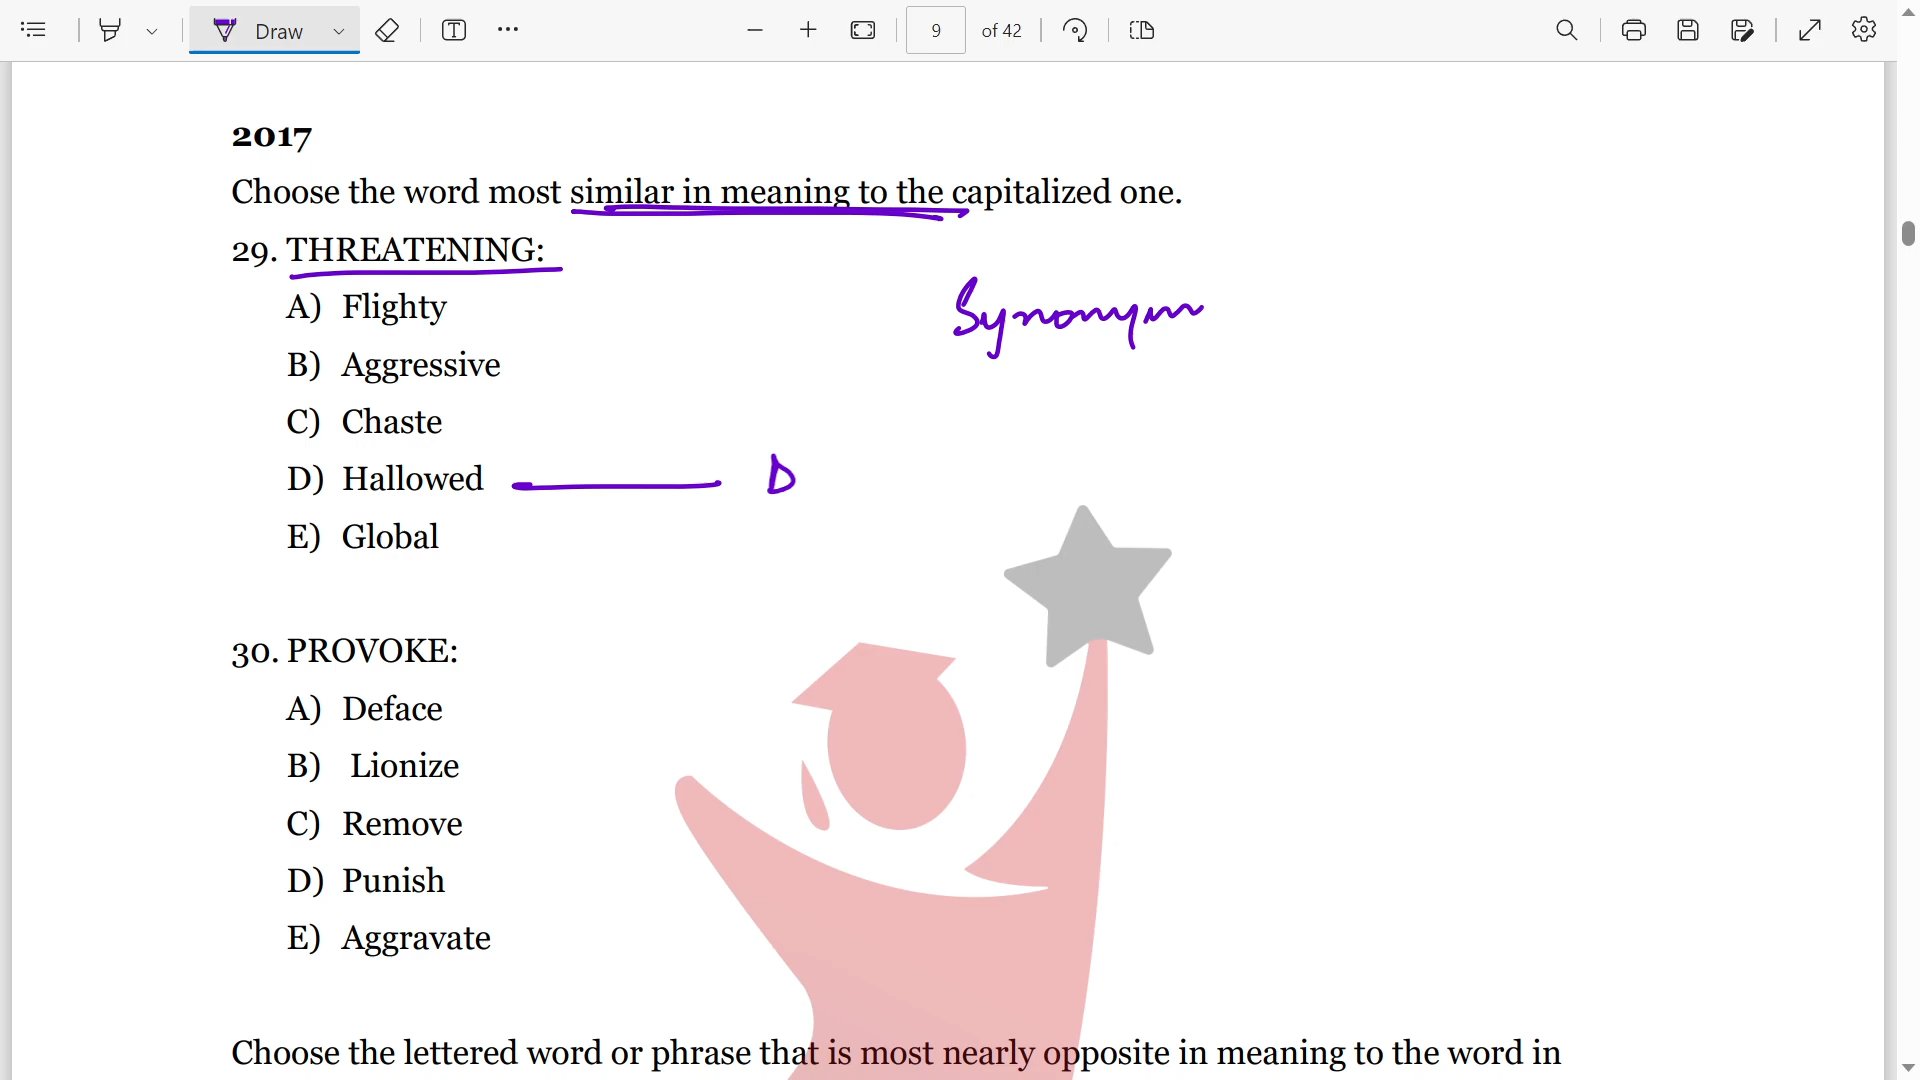 Draw
9 of 42
2017
Choose the word most similar in meaning to the capitalized one.
29. THREATENING:
A) Flighty
Synonym
B) Aggressive
C) Chaste
D) Hallowed D
E) Global
30. PROVOKE:
A) Deface
B) Lionize
C) Remove
D) Punish
E) Aggravate
Choose the lettered word or phrase that is most nearly opposite in meaning to the word in